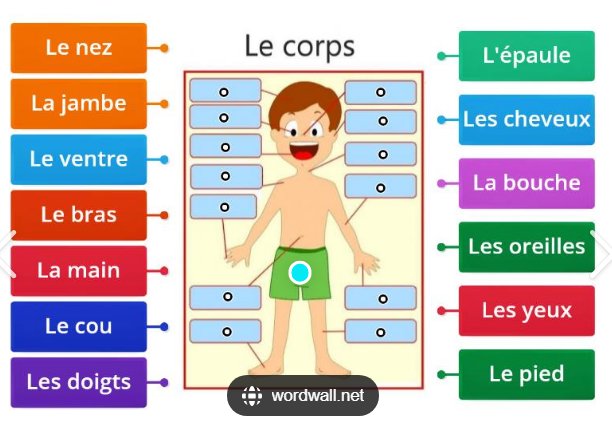 Le corps
Le nez
La jambe
Le ventre
Le bras
La main
Le cou
Les doigts
L'épaule
Les cheveux
La bouche
Les oreilles
Les yeux
Le pied
wordwall.net